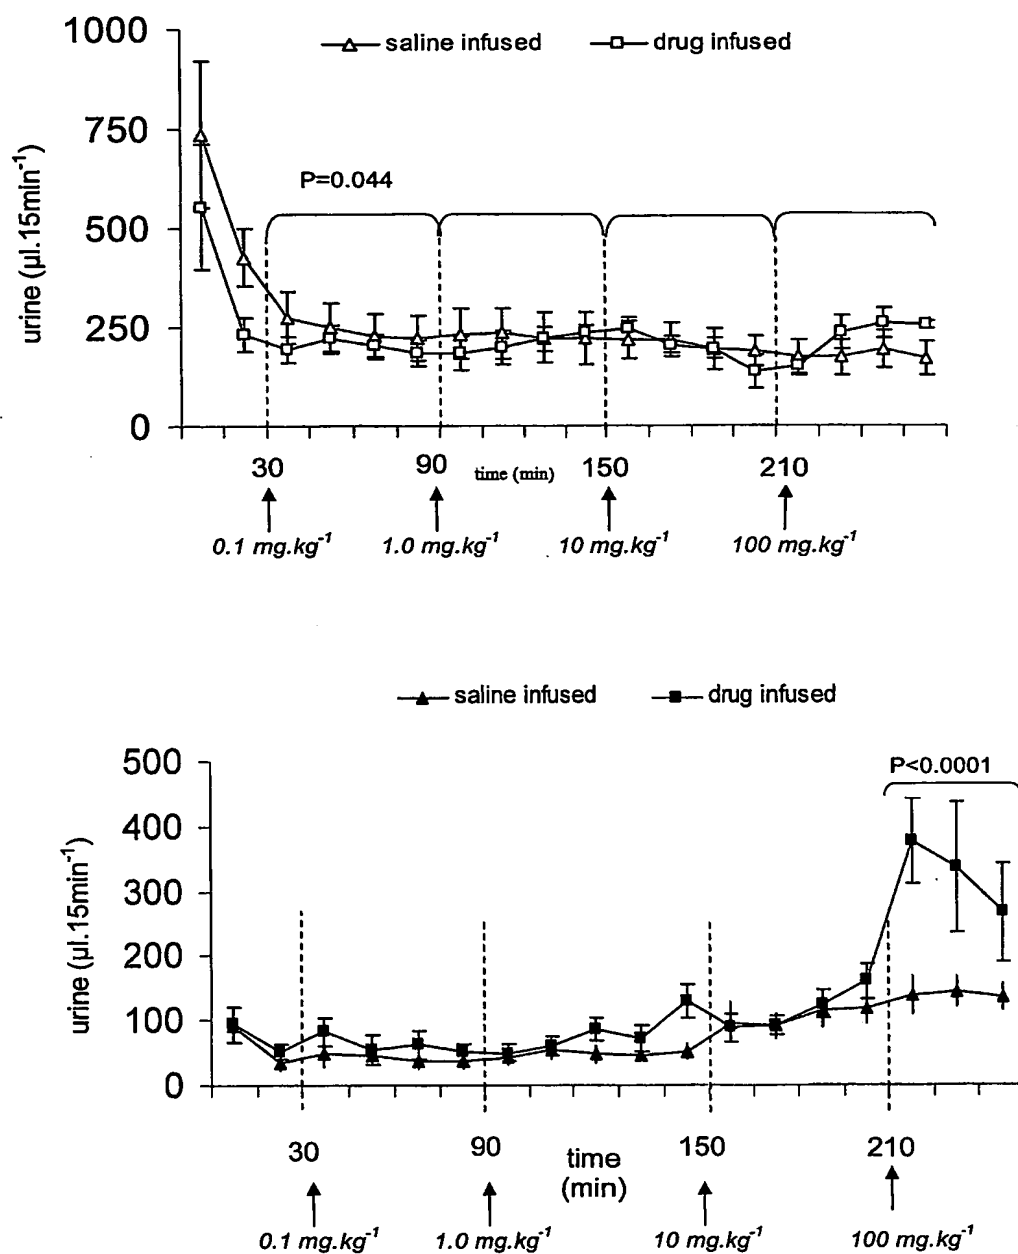 1000
saline infused drug infused
750
P=0.044
500
250
0
urine (µl.15min-1)
30 90 time (min) 150 210
0.1 mg.kg-1 1.0 mg.kg-1 10 mg.kg-1 100 mg.kg-1
saline infused drug infused
500
P<0.0001
400
300
200
100
0
urine (µl.15min-1)
30 90 time 150 210
(min)
0.1 mg.kg-1 1.0 mg.kg-1 10 mg.kg-1 100 mg.kg-1